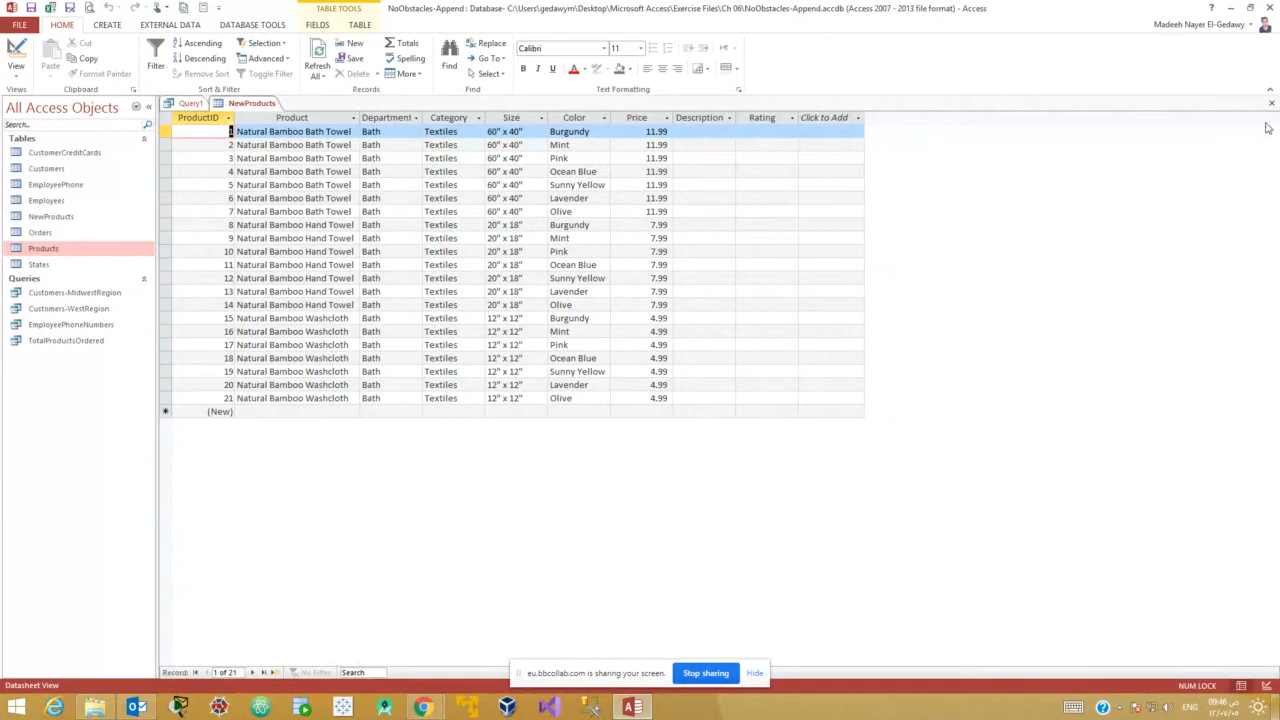 TABLE TOOLS
NoObstacles-Append : Database- C:\Users\gedawym\Desktop\Microsoft Access\Exercise Files\Ch 06\NoObstacles-Append.accdb (Access 2007 - 2013 file format) - Access
FILE HOME CREATE EXTERNAL DATA DATABASE TOOLS FIELDS TABLE
Madeeh Nayer El-Gedawy
View
Views
Paste
Cut
Copy
Format Painter
Clipboard
Filter
Ascending
Descending
Remove Sort
Selection
Advanced
Toggle Filter
Sort & Filter
Refresh All
New
Save
Delete
Totals
Spelling
More
Records
Find
Replace
Go To
Select
Find
Calibri 11
B I U A
Text Formatting
All Access Objects
Search...
Tables
CustomerCreditCards
Customers
EmployeePhone
Employees
NewProducts
Orders
Products
States
Queries
Customers-MidwestRegion
Customers-WestRegion
EmployeePhoneNumbers
TotalProductsOrdered
Query1 NewProducts
ProductID Product Department Category Size Color Price Description Rating Click to Add
1 Natural Bamboo Bath Towel Bath Textiles 60" x 40" Burgundy 11.99
2 Natural Bamboo Bath Towel Bath Textiles 60" x 40" Mint 11.99
3 Natural Bamboo Bath Towel Bath Textiles 60" x 40" Pink 11.99
4 Natural Bamboo Bath Towel Bath Textiles 60" x 40" Ocean Blue 11.99
5 Natural Bamboo Bath Towel Bath Textiles 60" x 40" Sunny Yellow 11.99
6 Natural Bamboo Bath Towel Bath Textiles 60" x 40" Lavender 11.99
7 Natural Bamboo Bath Towel Bath Textiles 60" x 40" Olive 11.99
8 Natural Bamboo Hand Towel Bath Textiles 20" x 18" Burgundy 7.99
9 Natural Bamboo Hand Towel Bath Textiles 20" x 18" Mint 7.99
10 Natural Bamboo Hand Towel Bath Textiles 20" x 18" Pink 7.99
11 Natural Bamboo Hand Towel Bath Textiles 20" x 18" Ocean Blue 7.99
12 Natural Bamboo Hand Towel Bath Textiles 20" x 18" Sunny Yellow 7.99
13 Natural Bamboo Hand Towel Bath Textiles 20" x 18" Lavender 7.99
14 Natural Bamboo Hand Towel Bath Textiles 20" x 18" Olive 7.99
15 Natural Bamboo Washcloth Bath Textiles 12" x 12" Burgundy 4.99
16 Natural Bamboo Washcloth Bath Textiles 12" x 12" Mint 4.99
17 Natural Bamboo Washcloth Bath Textiles 12" x 12" Pink 4.99
18 Natural Bamboo Washcloth Bath Textiles 12" x 12" Ocean Blue 4.99
19 Natural Bamboo Washcloth Bath Textiles 12" x 12" Sunny Yellow 4.99
20 Natural Bamboo Washcloth Bath Textiles 12" x 12" Lavender 4.99
21 Natural Bamboo Washcloth Bath Textiles 12" x 12" Olive 4.99
(New)
Record: 1 of 21 No Filter Search
eu.bbcollab.com is sharing your screen. Stop sharing Hide
Datasheet View
NUM LOCK
ENG
09:46